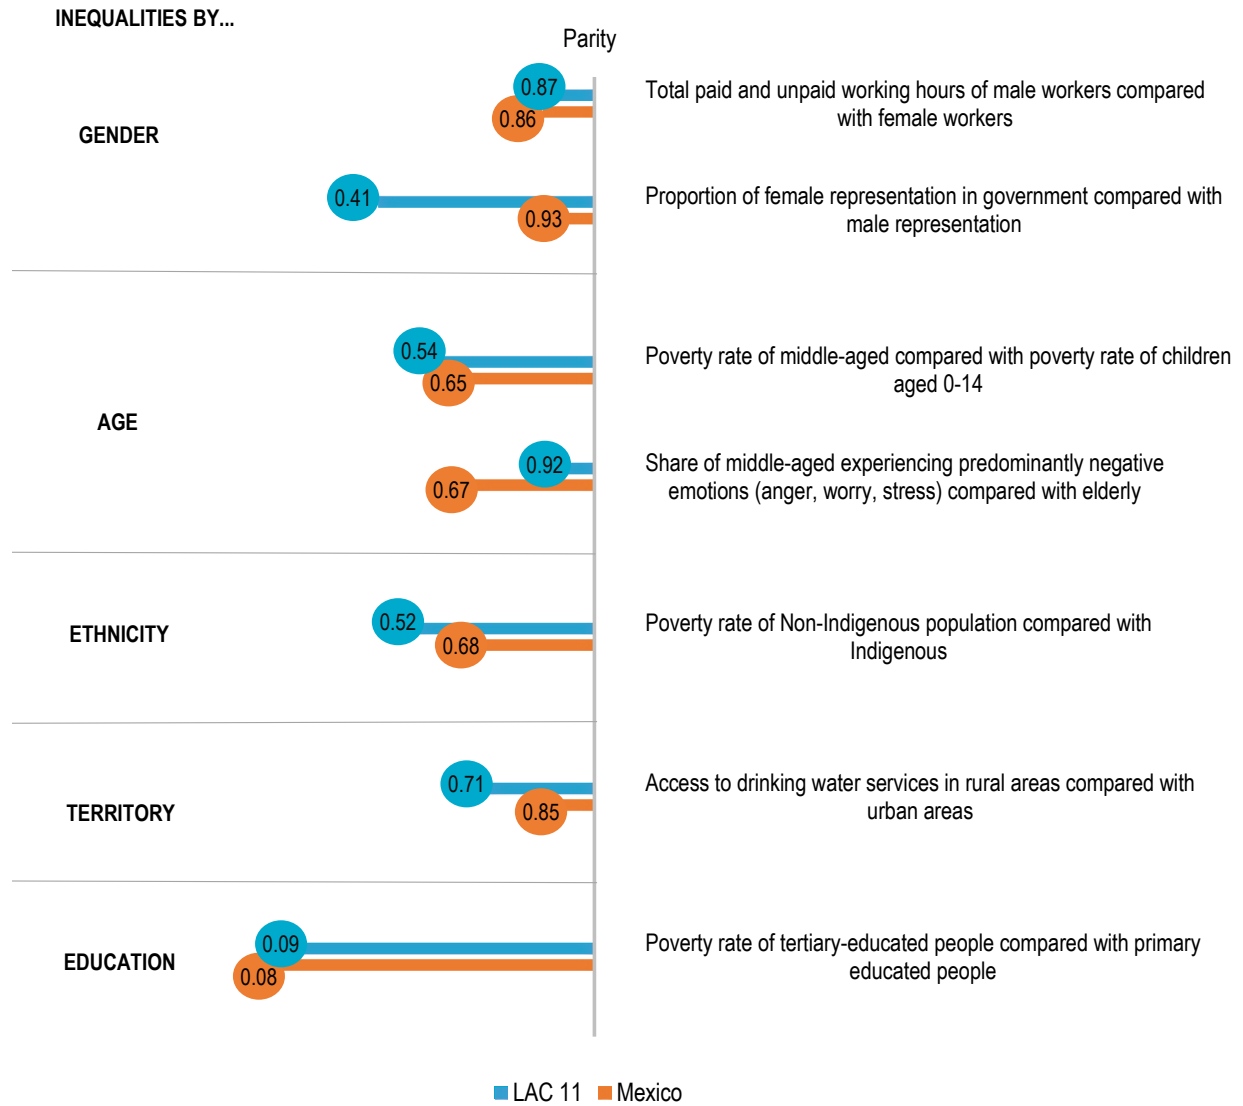 INEQUALITIES BY...
Parity
GENDER
0.87
0.86
Total paid and unpaid working hours of male workers compared
with female workers
0.41
0.93
Proportion of female representation in government compared with
male representation
AGE
0.54
0.65
Poverty rate of middle-aged compared with poverty rate of children
aged 0-14
0.92
0.67
Share of middle-aged experiencing predominantly negative
emotions (anger, worry, stress) compared with elderly
ETHNICITY
0.52
0.68
Poverty rate of Non-Indigenous population compared with
Indigenous
TERRITORY
0.71
0.85
Access to drinking water services in rural areas compared with
urban areas
EDUCATION
0.09
0.08
Poverty rate of tertiary-educated people compared with primary
educated people
LAC 11 Mexico